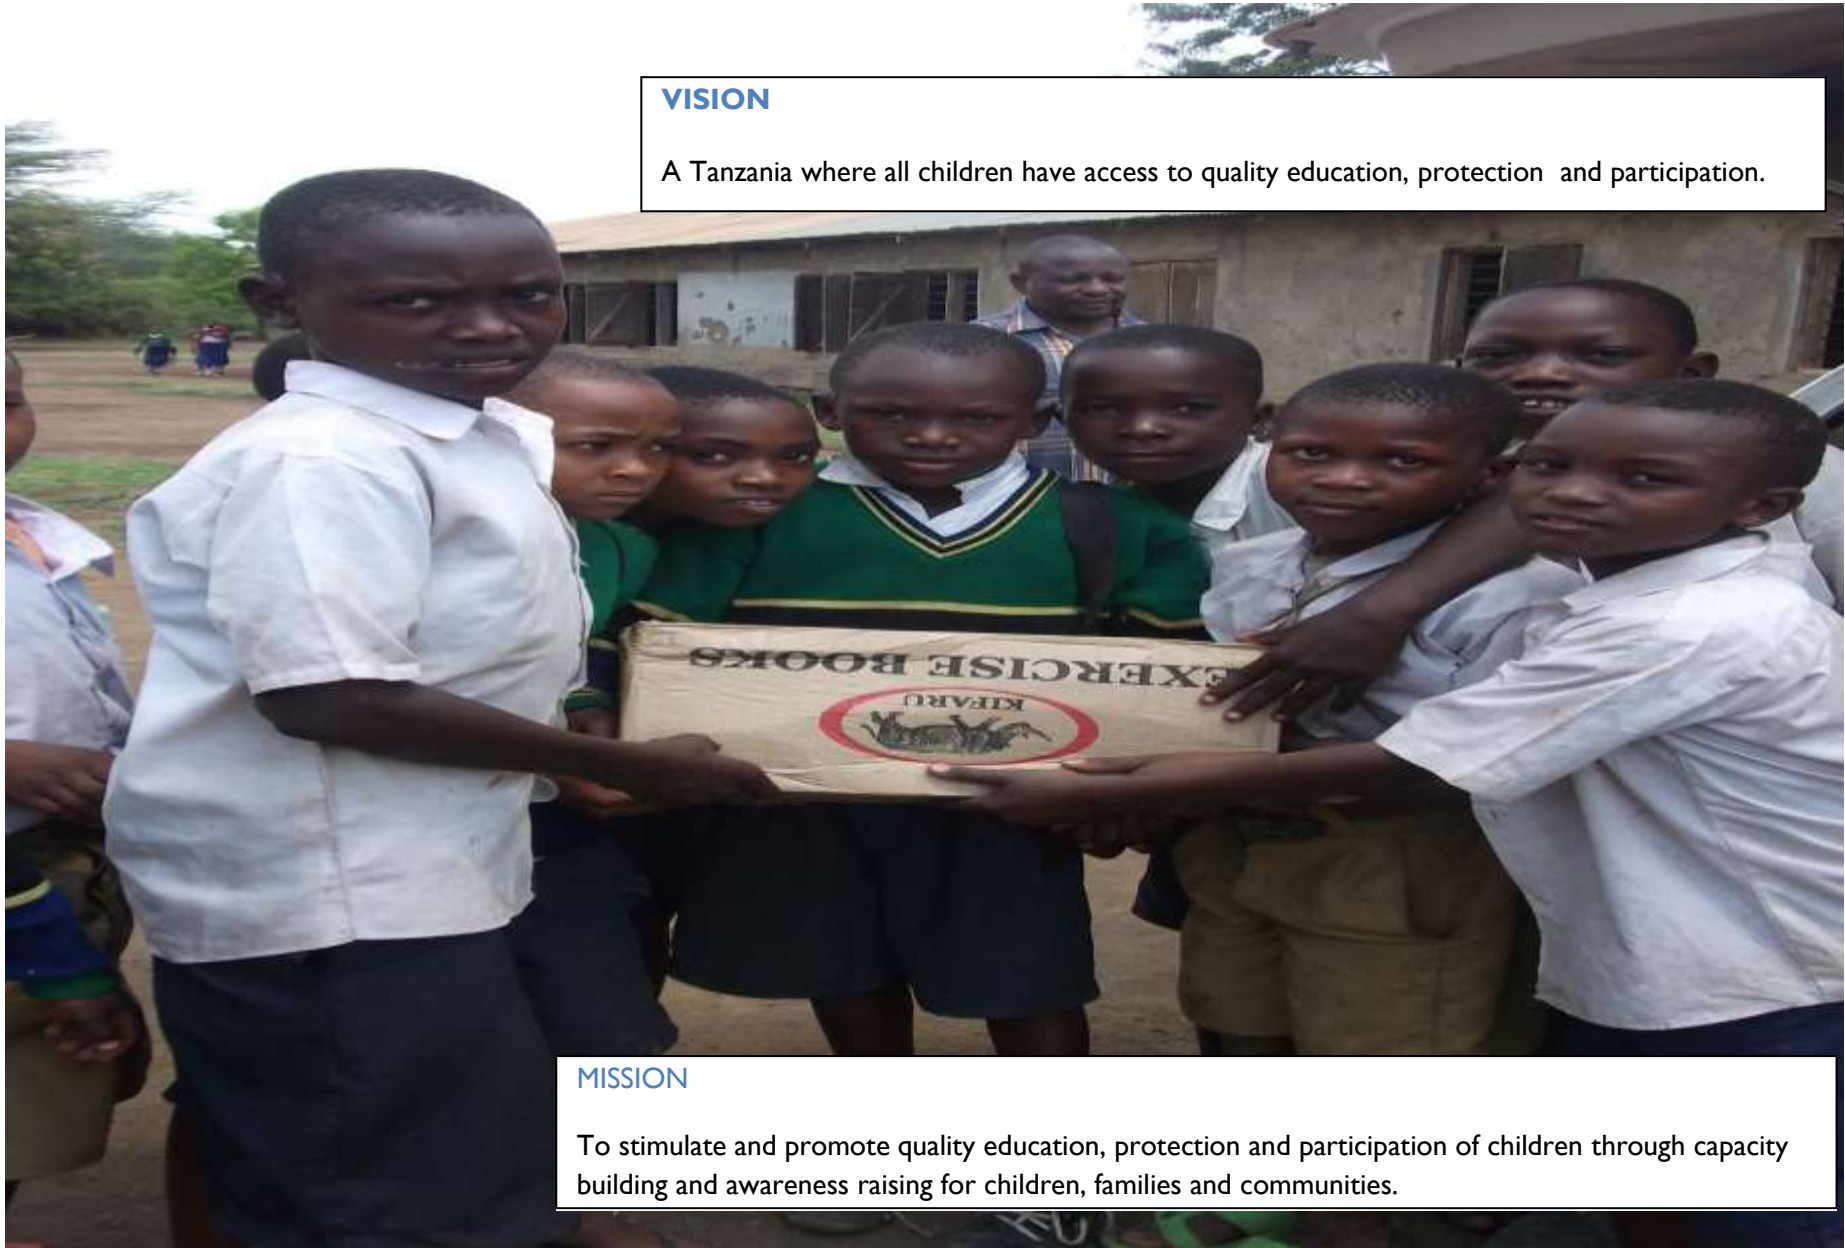 VISION
A Tanzania where all children have access to quality education, protection and participation.
EXERCISE BOOKS
KIFARU
MISSION
To stimulate and promote quality education, protection and participation of children through capacity
building and awareness raising for children, families and communities.